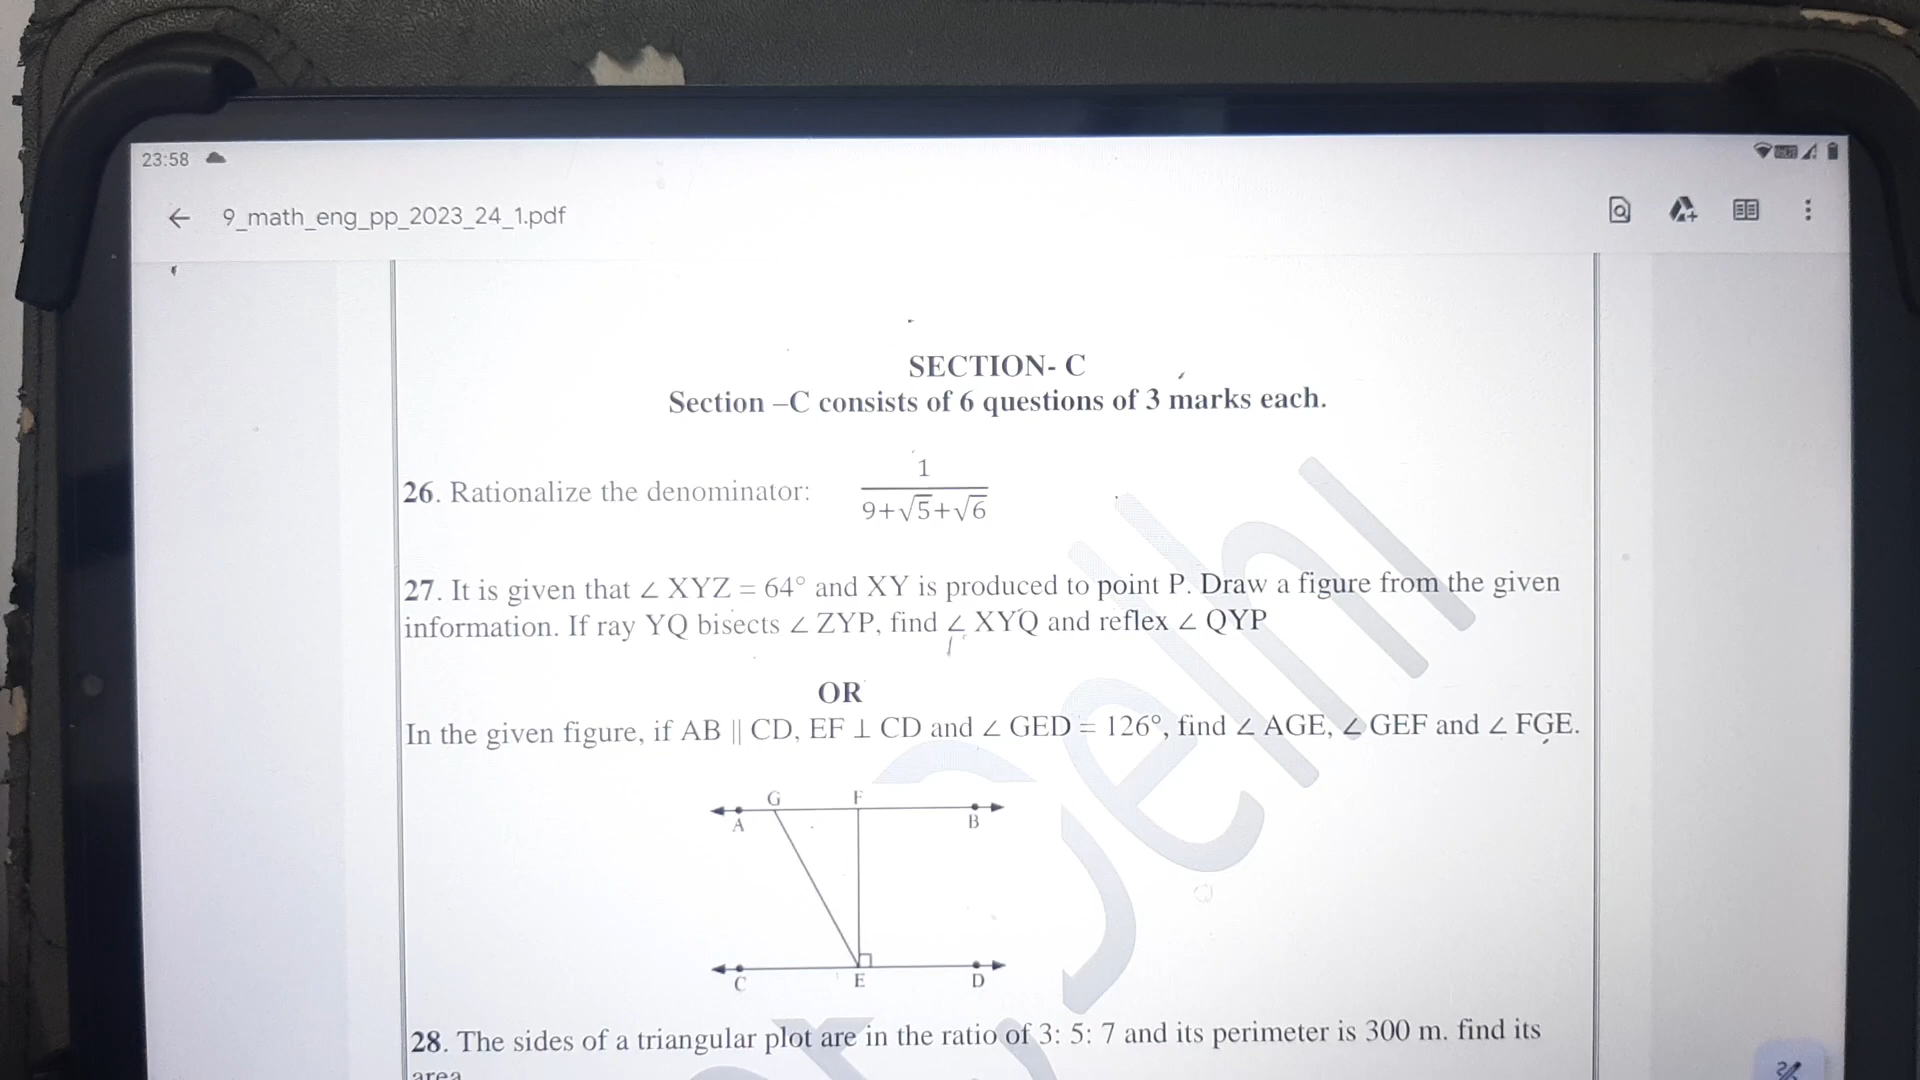 23:58
9_math_eng_pp_2023_24_1.pdf
SECTION- C
Section –C consists of 6 questions of 3 marks each.
26. Rationalize the denominator: 1/(9+√5+√6)
27. It is given that ∠ XYZ = 64° and XY is produced to point P. Draw a figure from the given
information. If ray YQ bisects ∠ ZYP, find ∠ XYQ and reflex ∠ QYP
OR
In the given figure, if AB || CD, EF ⊥ CD and ∠ GED = 126°, find ∠ AGE, ∠ GEF and ∠ FGE.
G F
A B
C E D
28. The sides of a triangular plot are in the ratio of 3: 5: 7 and its perimeter is 300 m. find its
area